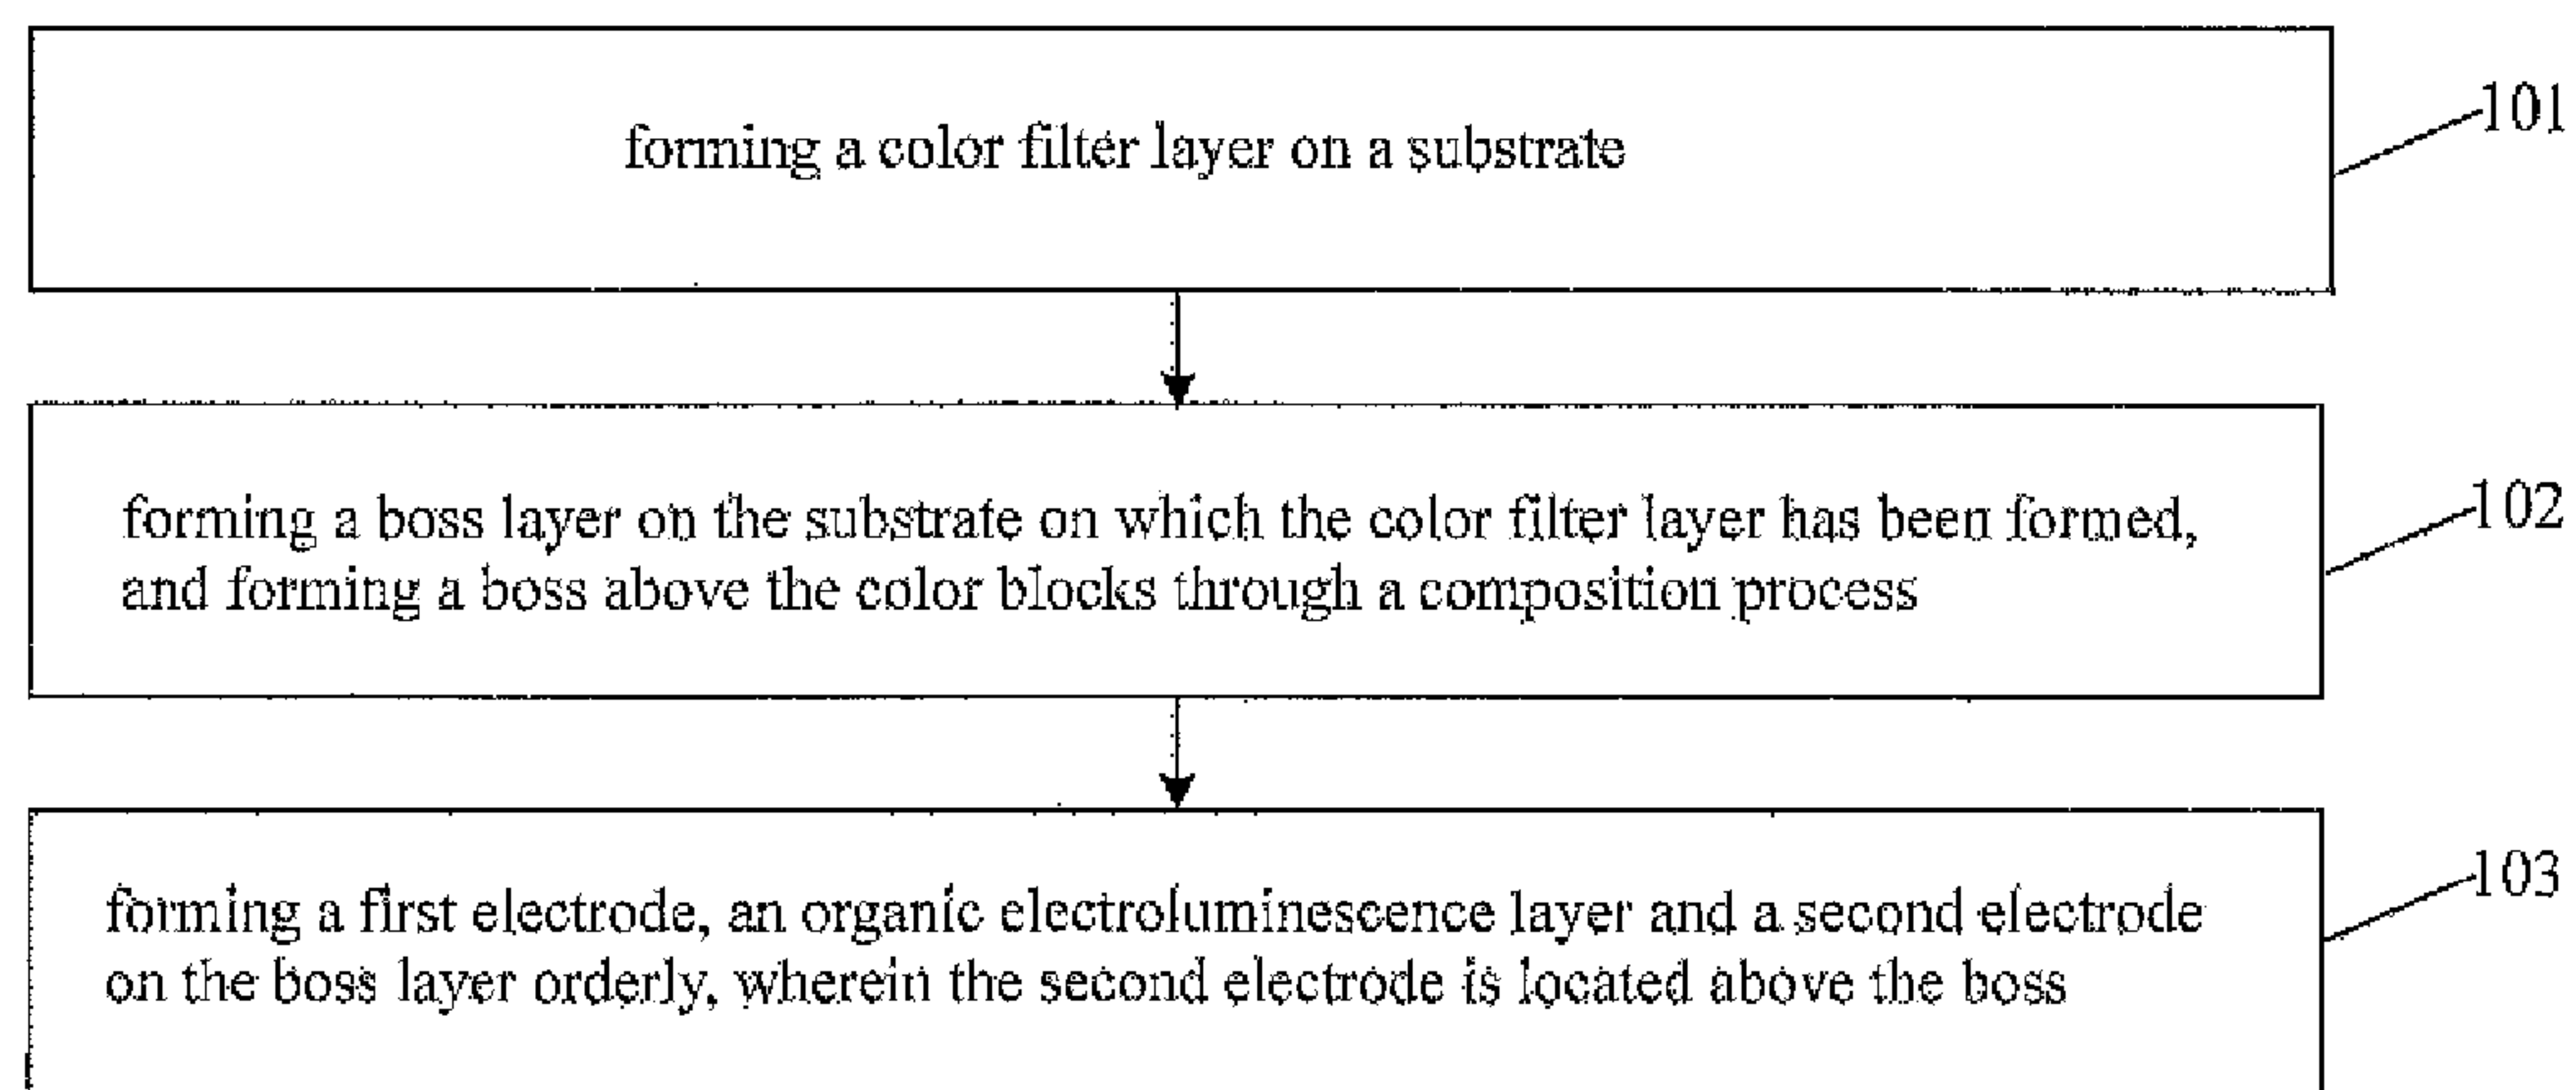 forming a color filter layer on a substrate
101
forming a boss layer on the substrate on which the color filter layer has been formed,
and forming a boss above the color blocks through a composition process
102
forming a first electrode, an organic electroluminescence layer and a second electrode
on the boss layer orderly, wherein the second electrode is located above the boss
103